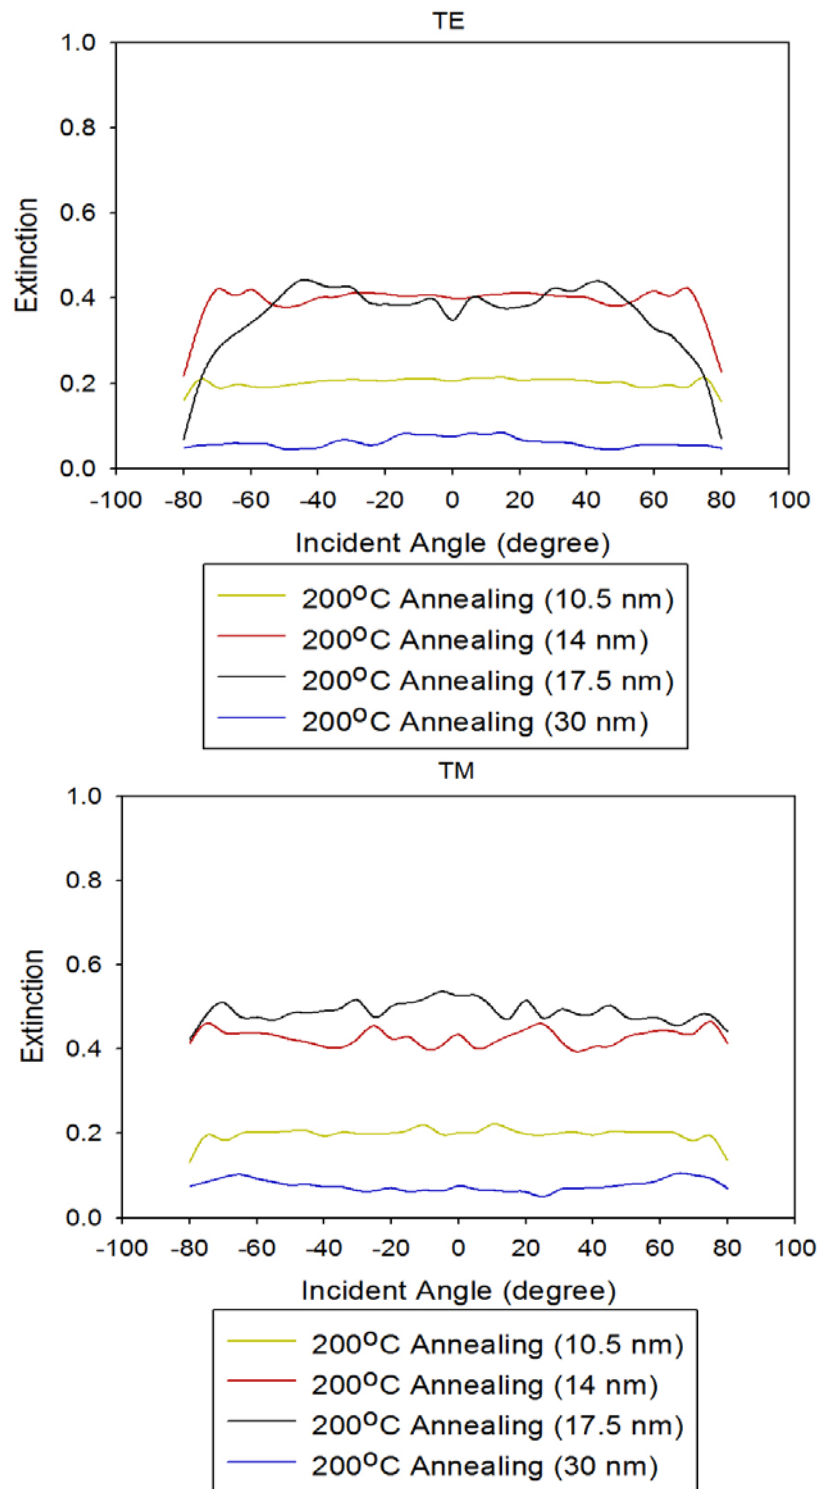 TE
1.0
0.8
0.6
0.4
0.2
0.0
Extinction
-100 -80 -60 -40 -20 0 20 40 60 80 100
Incident Angle (degree)
200ºC Annealing (10.5 nm)
200ºC Annealing (14 nm)
200ºC Annealing (17.5 nm)
200ºC Annealing (30 nm)
TM
1.0
0.8
0.6
0.4
0.2
0.0
Extinction
-100 -80 -60 -40 -20 0 20 40 60 80 100
Incident Angle (degree)
200ºC Annealing (10.5 nm)
200ºC Annealing (14 nm)
200ºC Annealing (17.5 nm)
200ºC Annealing (30 nm)